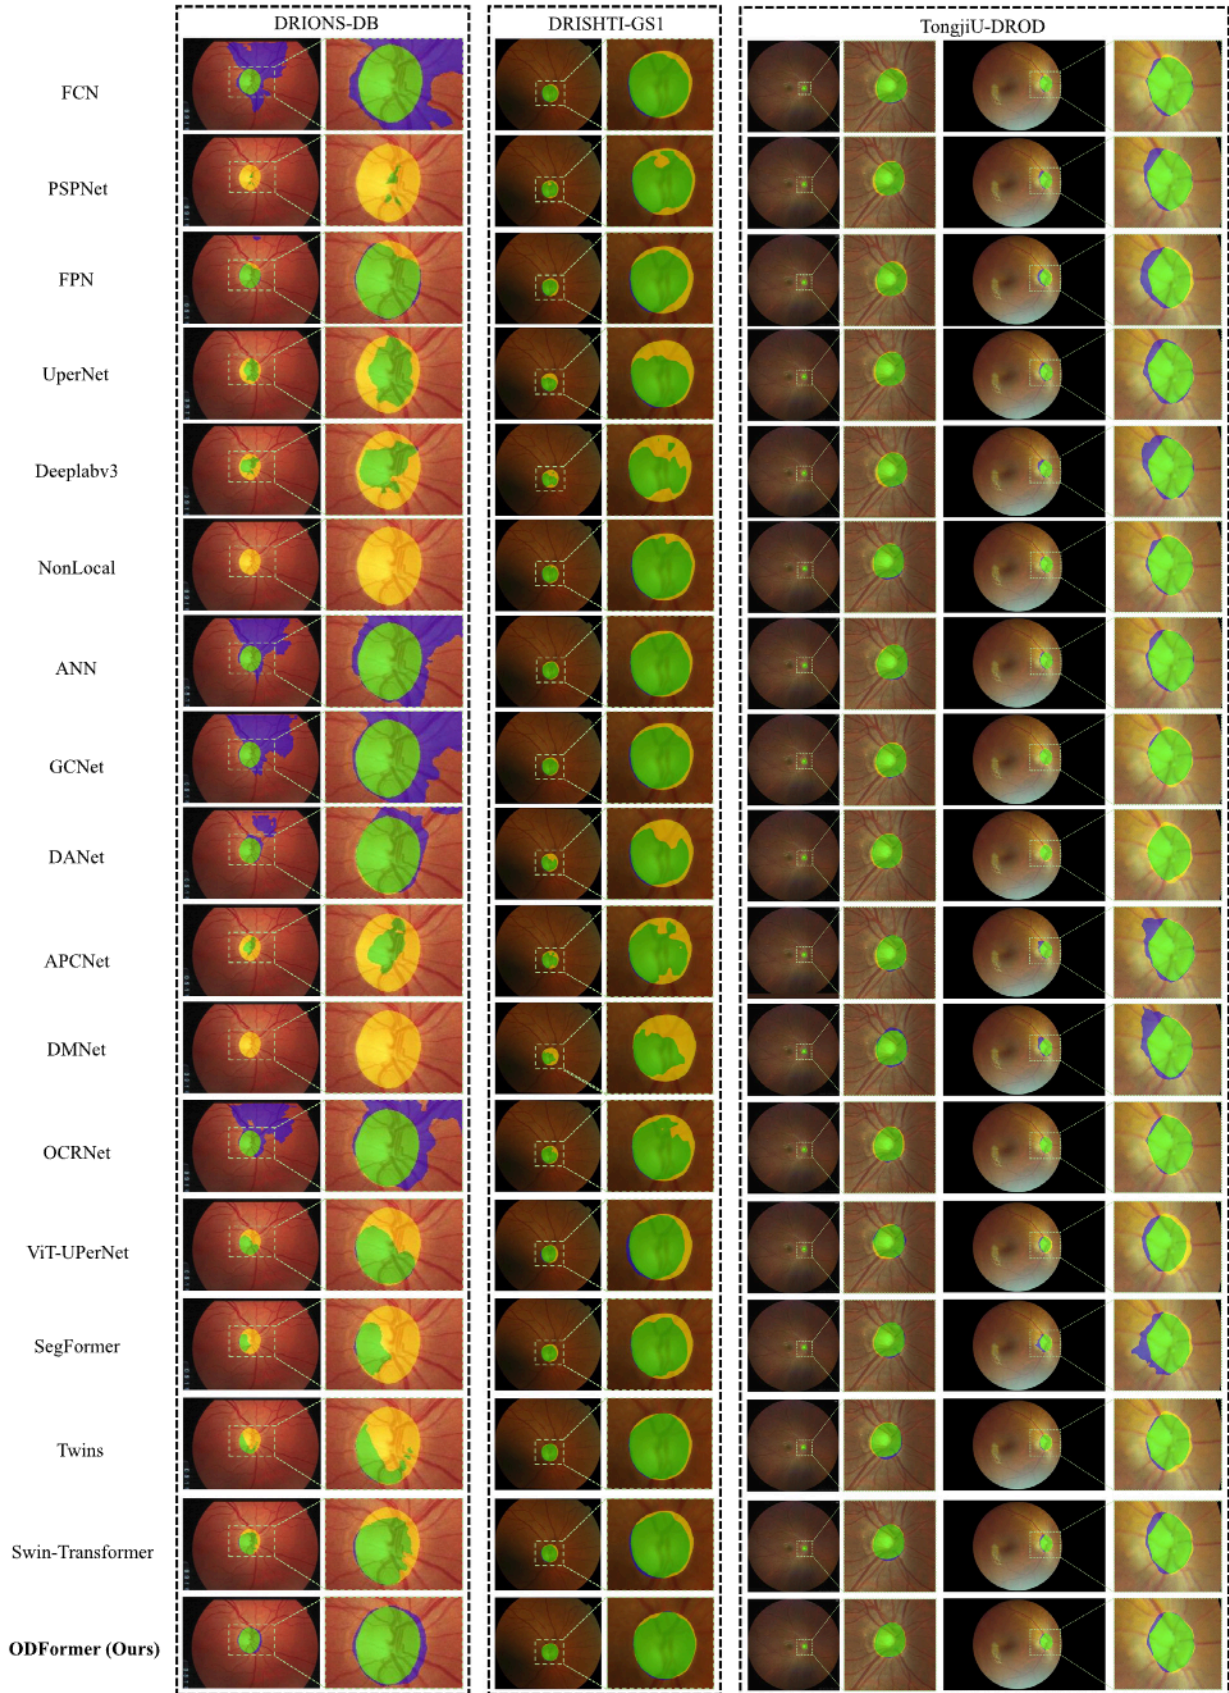 DRIONS-DB
DRISHTI-GS1
TongjiU-DROD
FCN
PSPNet
FPN
UperNet
Deeplabv3
NonLocal
ANN
GCNet
DANet
APCNet
DMNet
OCRNet
ViT-UPerNet
SegFormer
Twins
Swin-Transformer
ODFormer (Ours)